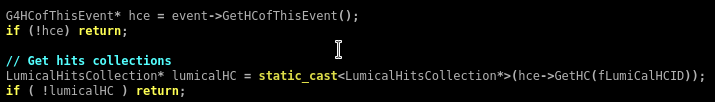 G4HCofThisEvent* hce = event->GetHCofThisEvent();
if (!hce) return;
// Get hits collections
LumicalHitsCollection* lumicalHC = static_cast<LumicalHitsCollection*>(hce->GetHC(fLumiCalHCID));
if ( !lumicalHC ) return;